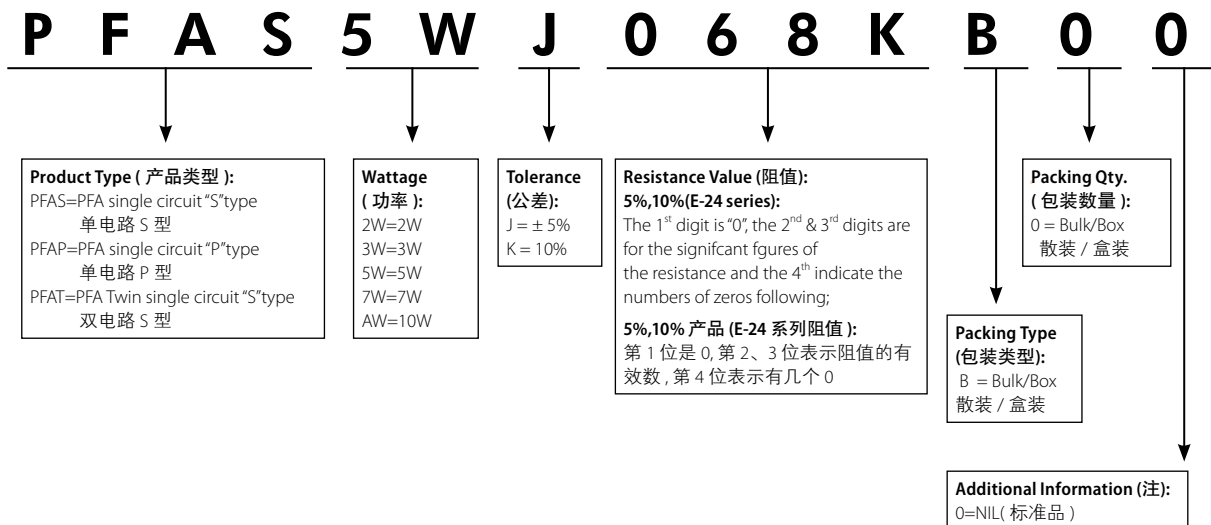 P F A S 5 W J 0 6 8 K B 0 0
Product Type ( 产品类型 ):
PFAS=PFA single circuit “S”type
单电路 S 型
PFAP=PFA single circuit “P”type
单电路 P 型
PFAT=PFA Twin single circuit “S”type
双电路 S 型
Wattage
( 功率 ):
2W=2W
3W=3W
5W=5W
7W=7W
AW=10W
Tolerance
(公差):
J = ± 5%
K = 10%
Resistance Value (阻值):
5%,10%(E-24 series):
The 1st digit is “0”, the 2nd & 3rd digits are
for the signifcant fgures of
the resistance and the 4th indicate the
numbers of zeros following;
5%,10% 产品 (E-24 系列阻值 ):
第 1 位是 0, 第 2、3 位表示阻值的有
效数 , 第 4 位表示有几个 0
Packing Qty.
( 包装数量 ):
0 = Bulk/Box
散装 / 盒装
Packing Type
(包装类型):
B = Bulk/Box
散装 / 盒装
Additional Information (注):
0=NIL( 标准品 )